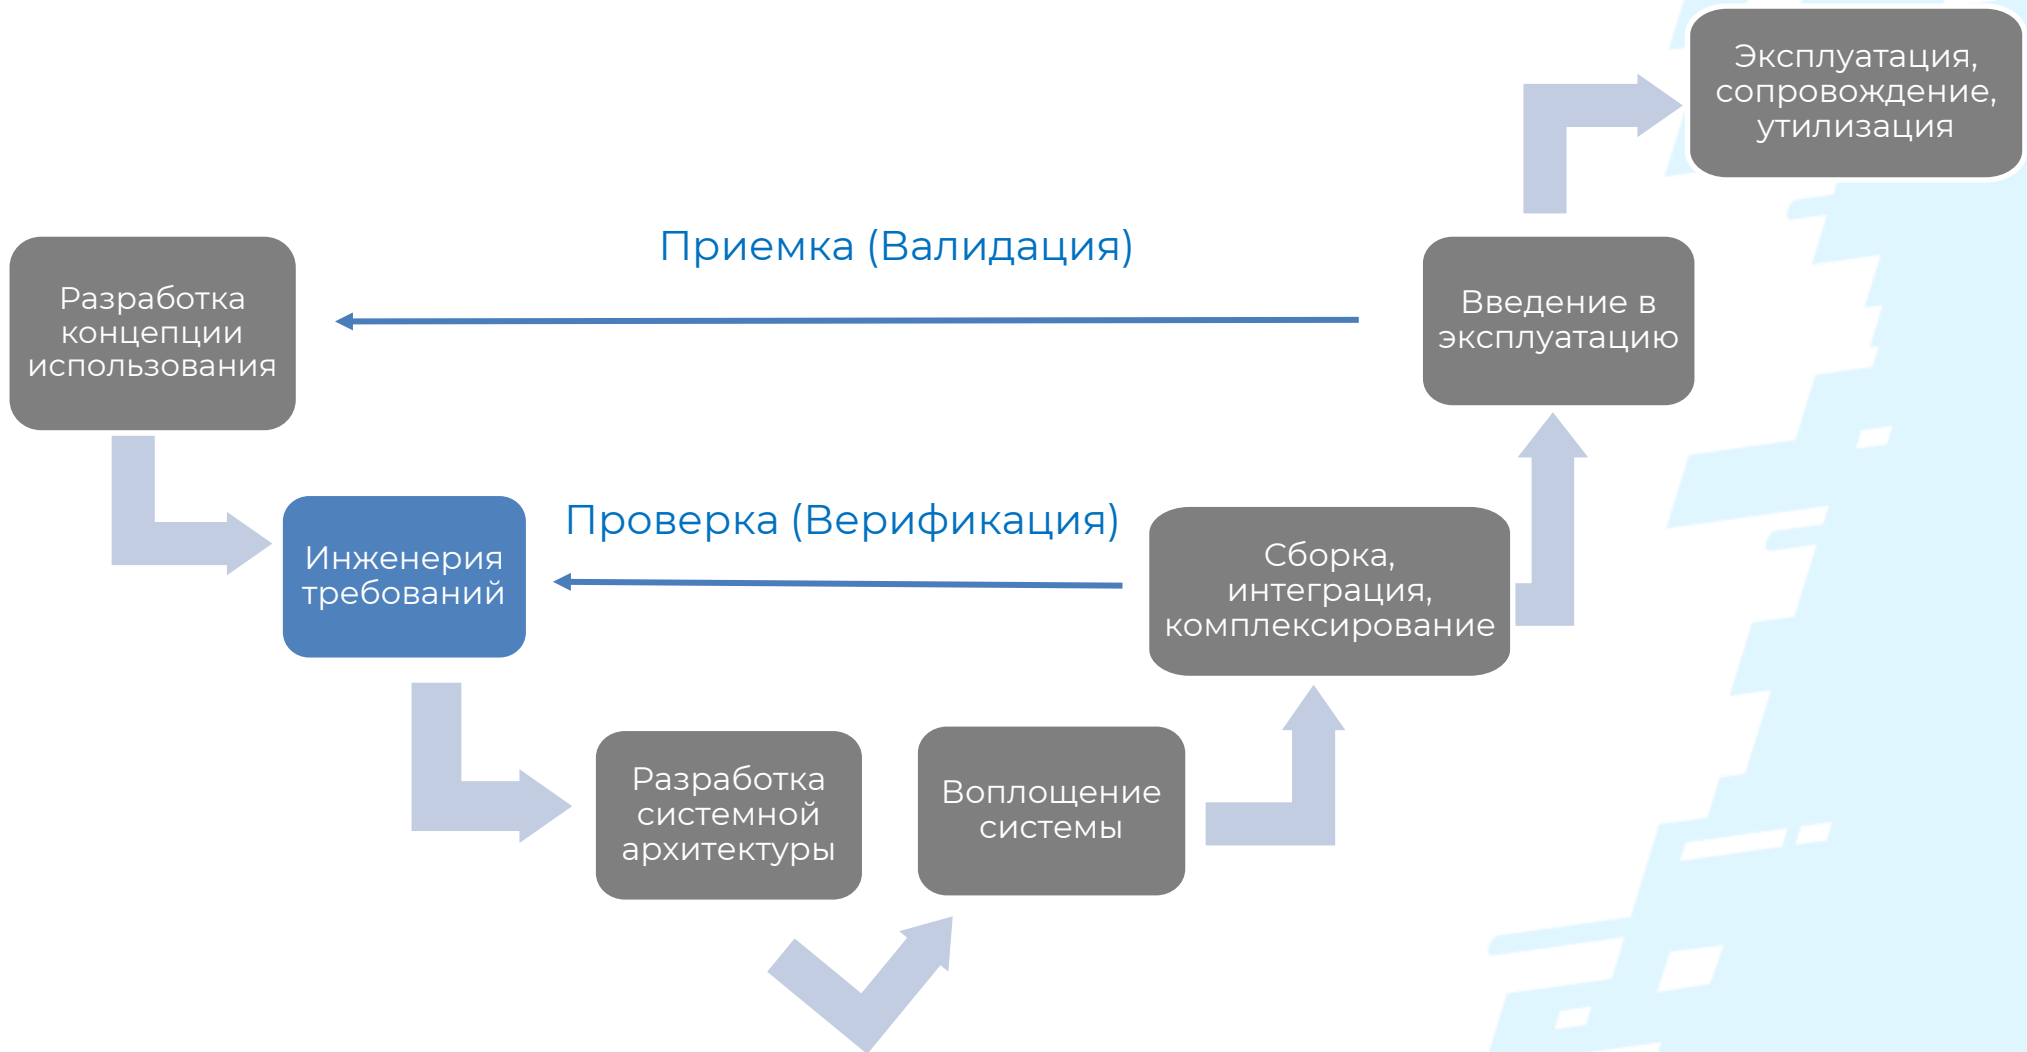 Эксплуатация,
сопровождение,
утилизация
Приемка (Валидация)
Разработка
концепции
использования
Введение в
эксплуатацию
Проверка (Верификация)
Инженерия
требований
Сборка,
интеграция,
комплексирование
Разработка
системной
архитектуры
Воплощение
системы